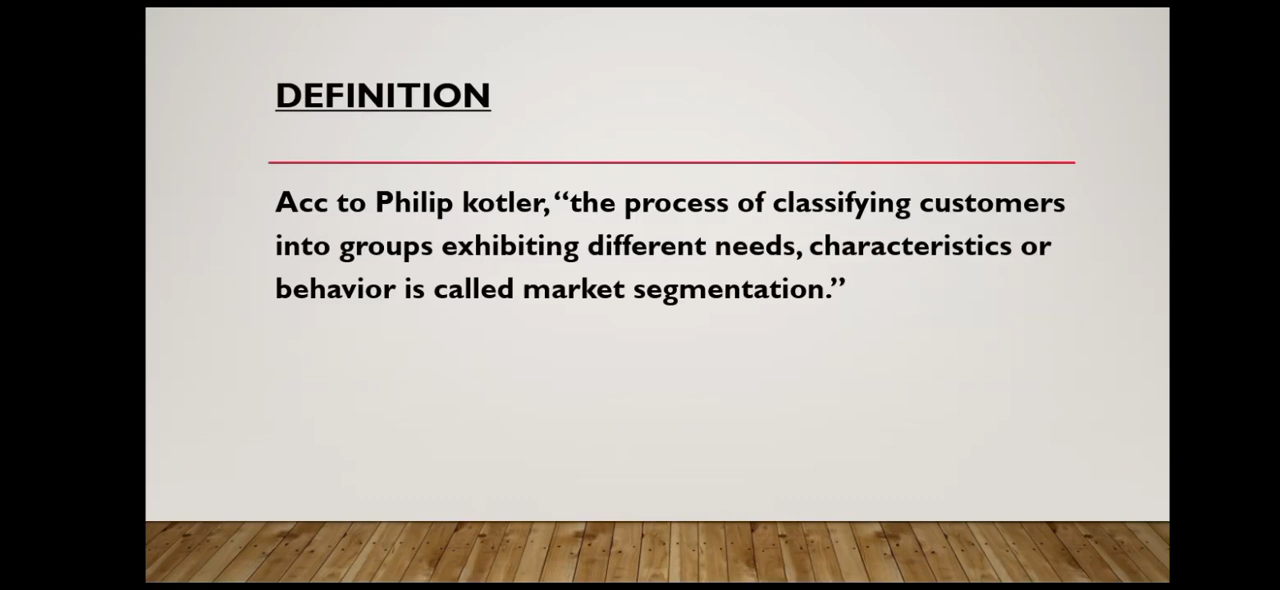 DEFINITION
Acc to Philip kotler, “the process of classifying customers
into groups exhibiting different needs, characteristics or
behavior is called market segmentation.”